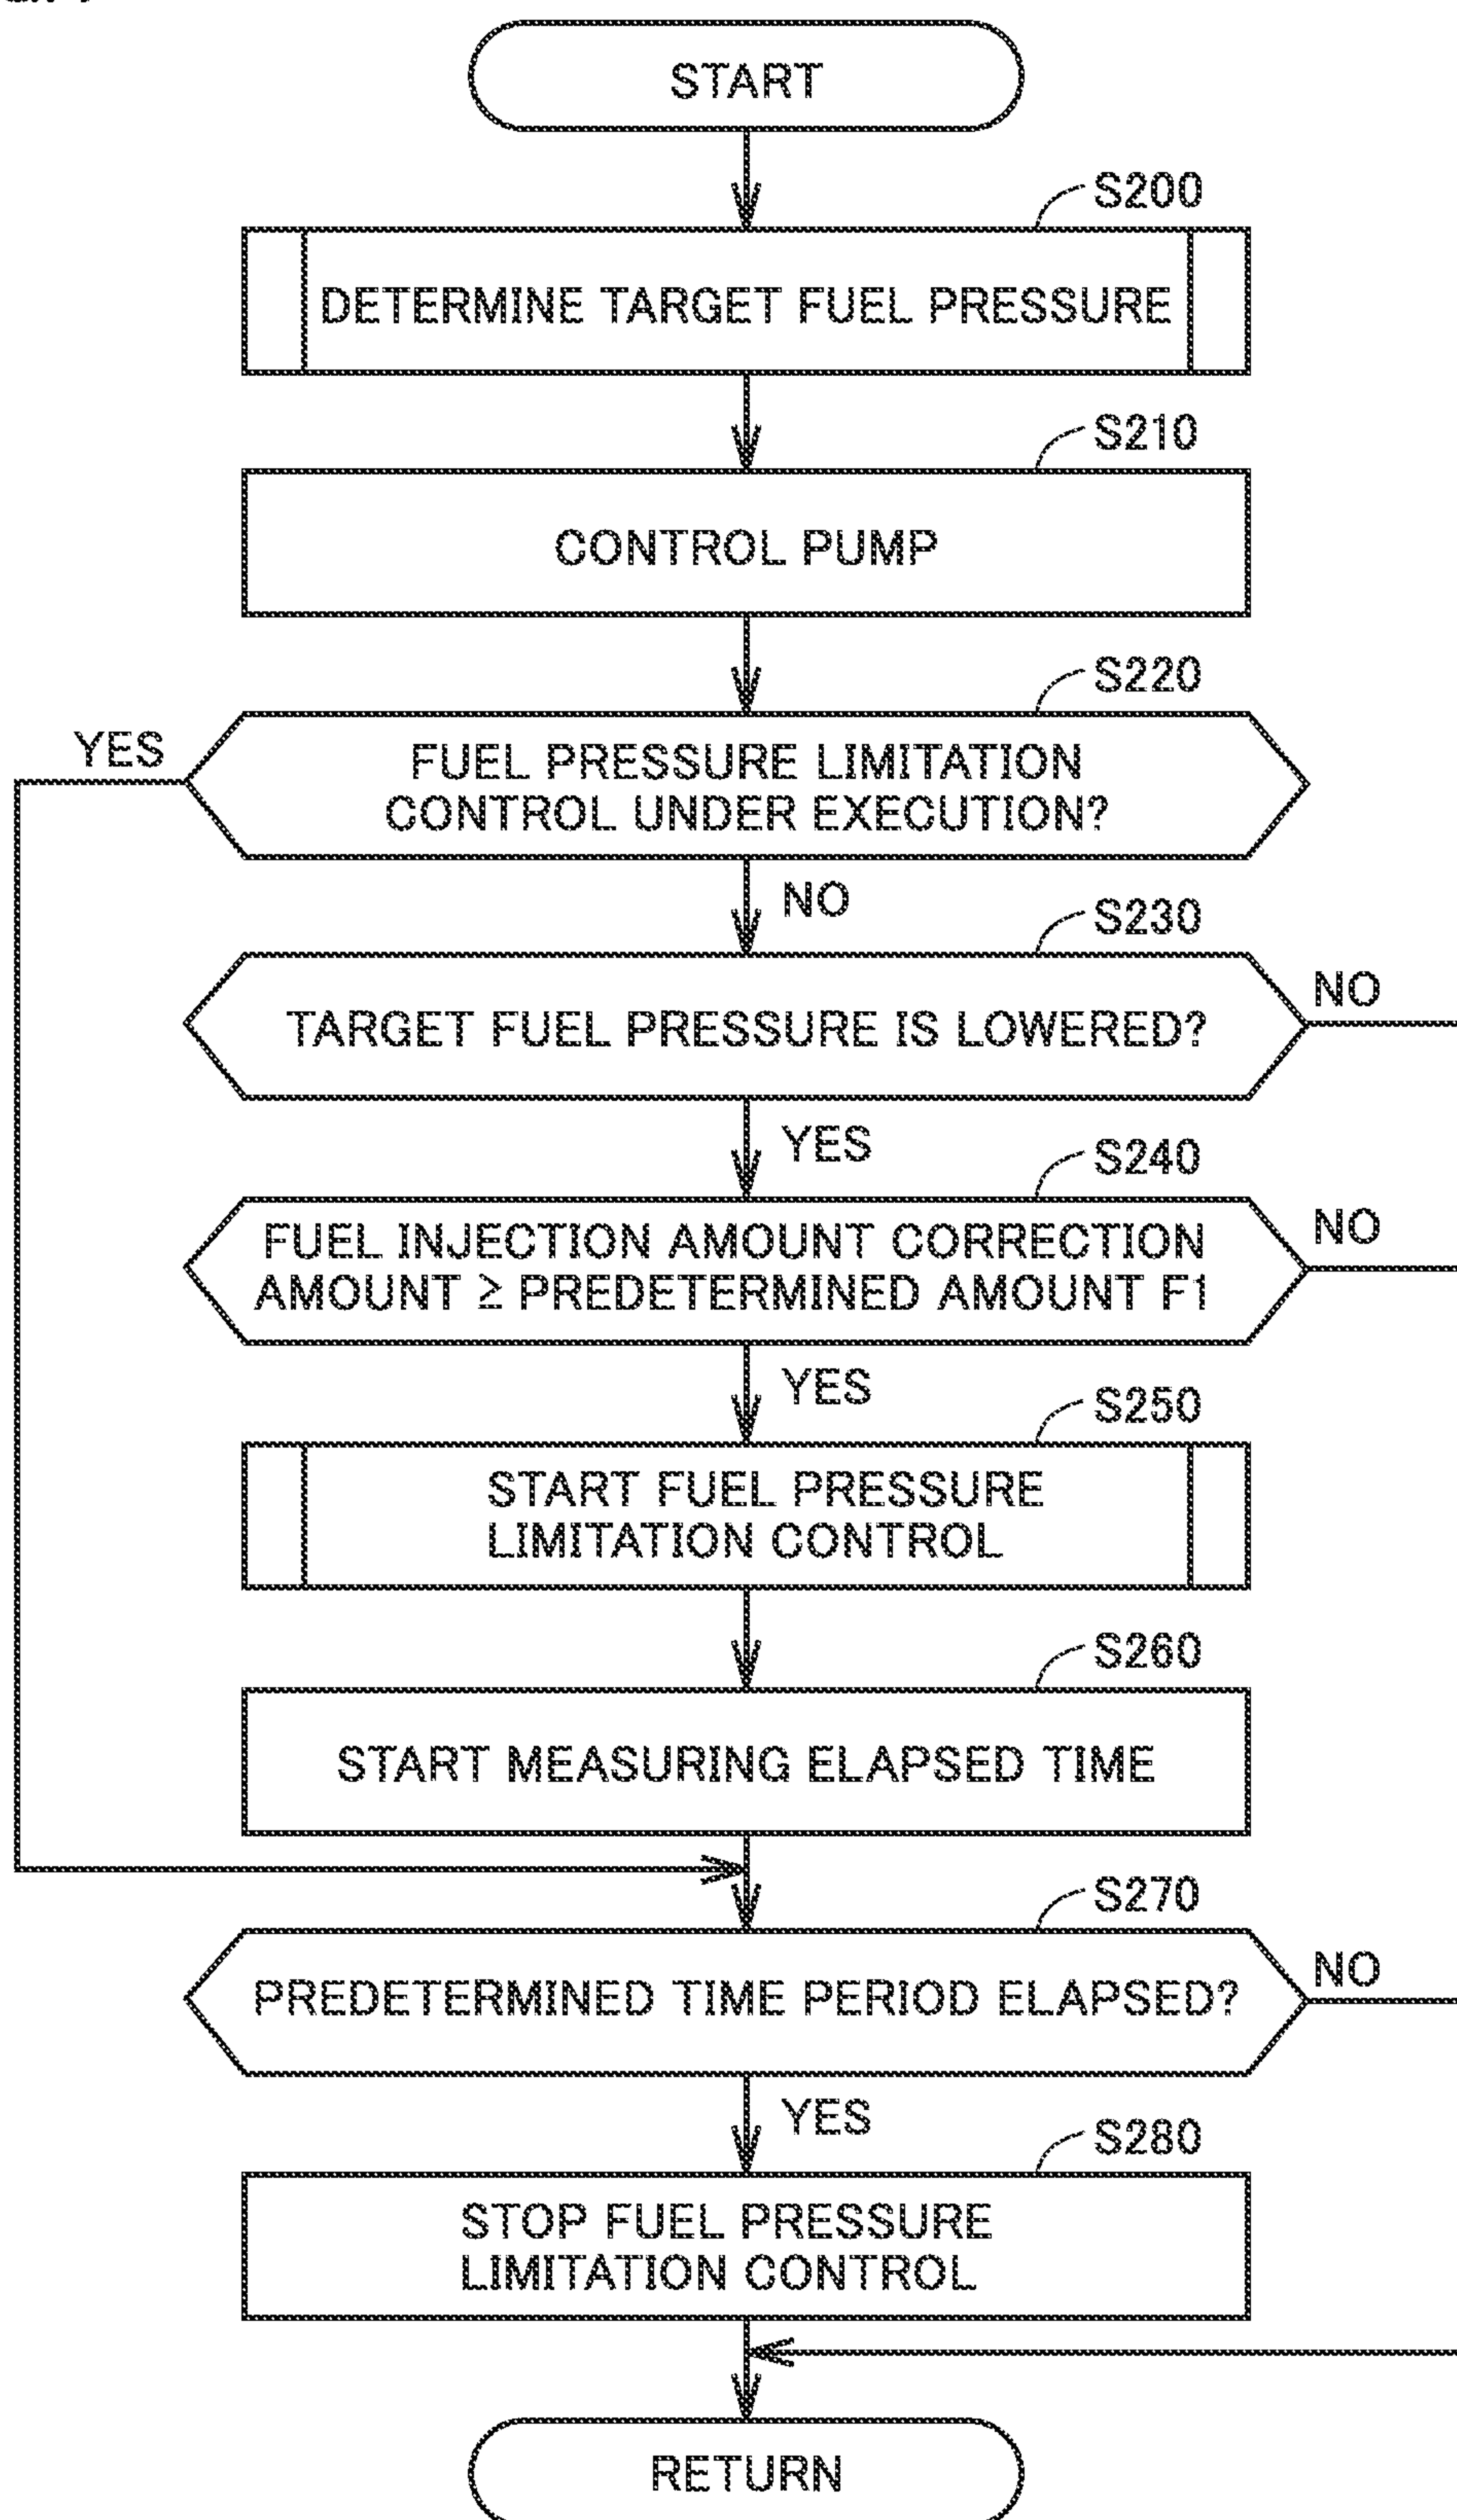 START
S200
DETERMINE TARGET FUEL PRESSURE
S210
CONTROL PUMP
S220
YES
FUEL PRESSURE LIMITATION
CONTROL UNDER EXECUTION?
NO
S230
TARGET FUEL PRESSURE IS LOWERED?
NO
YES
S240
FUEL INJECTION AMOUNT CORRECTION
AMOUNT ≥ PREDETERMINED AMOUNT F1
NO
YES
S250
START FUEL PRESSURE
LIMITATION CONTROL
S260
START MEASURING ELAPSED TIME
S270
PREDETERMINED TIME PERIOD ELAPSED?
NO
YES
S280
STOP FUEL PRESSURE
LIMITATION CONTROL
RETURN